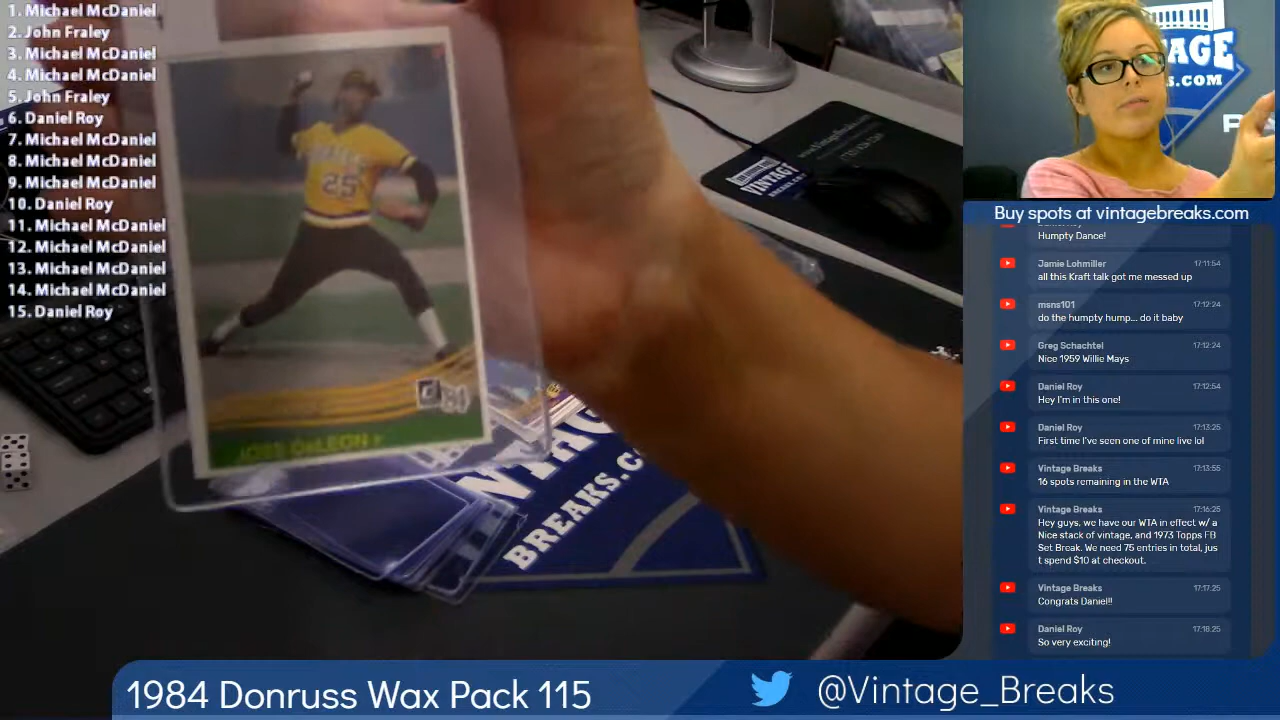 1. Michael McDaniel
2. John Fraley
3. Michael McDaniel
4. Michael McDaniel
5. John Fraley
6. Daniel Roy
7. Michael McDaniel
8. Michael McDaniel
9. Michael McDaniel
10. Daniel Roy
11. Michael McDaniel
12. Michael McDaniel
13. Michael McDaniel
14. Michael McDaniel
15. Daniel Roy
25
84
JOSE DeLEON P
VINTAGE
BREAKS.C
Buy spots at vintagebreaks.com
Humpty Dance!
Jamie Lohmiller 17:11:54
all this Kraft talk got me messed up
msns101 17:12:24
do the humpty hump... do it baby
Greg Schachtel 17:12:24
Nice 1959 Willie Mays
Daniel Roy 17:12:54
Hey I'm in this one!
Daniel Roy 17:13:25
First time I've seen one of mine live lol
Vintage Breaks 17:13:55
16 spots remaining in the WTA
Vintage Breaks 17:16:25
Hey guys, we have our WTA in effect w/ a
Nice stack of vintage, and 1973 Topps FB
Set Break. We need 75 entries in total, jus
t spend $10 at checkout.
Vintage Breaks 17:17:25
Congrats Daniel!!
Daniel Roy 17:18:25
So very exciting!
1984 Donruss Wax Pack 115
@Vintage_Breaks